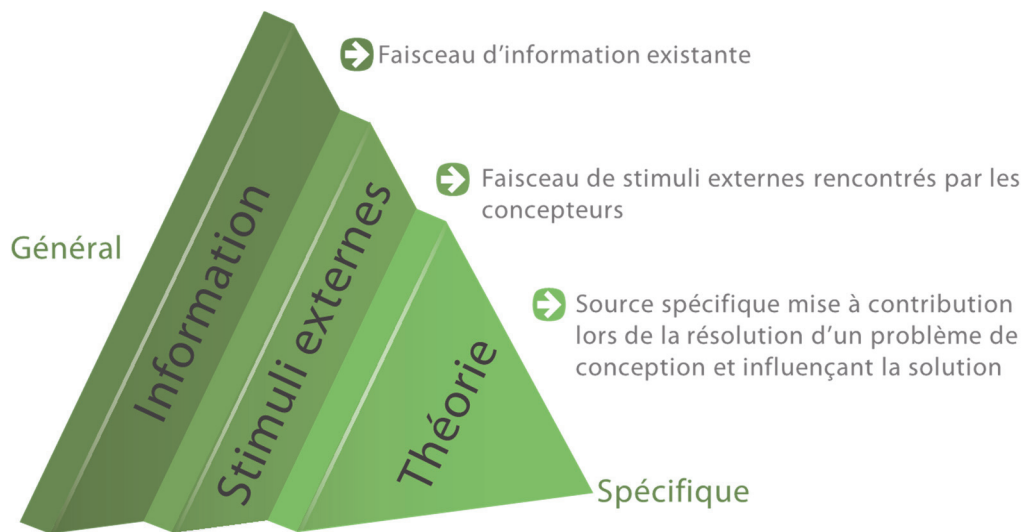 Faisceau d'information existante
Faisceau de stimuli externes rencontrés par les
concepteurs
Général
Information
Stimuli externes
Théorie
Source spécifique mise à contribution
lors de la résolution d'un problème de
conception et influençant la solution
Spécifique